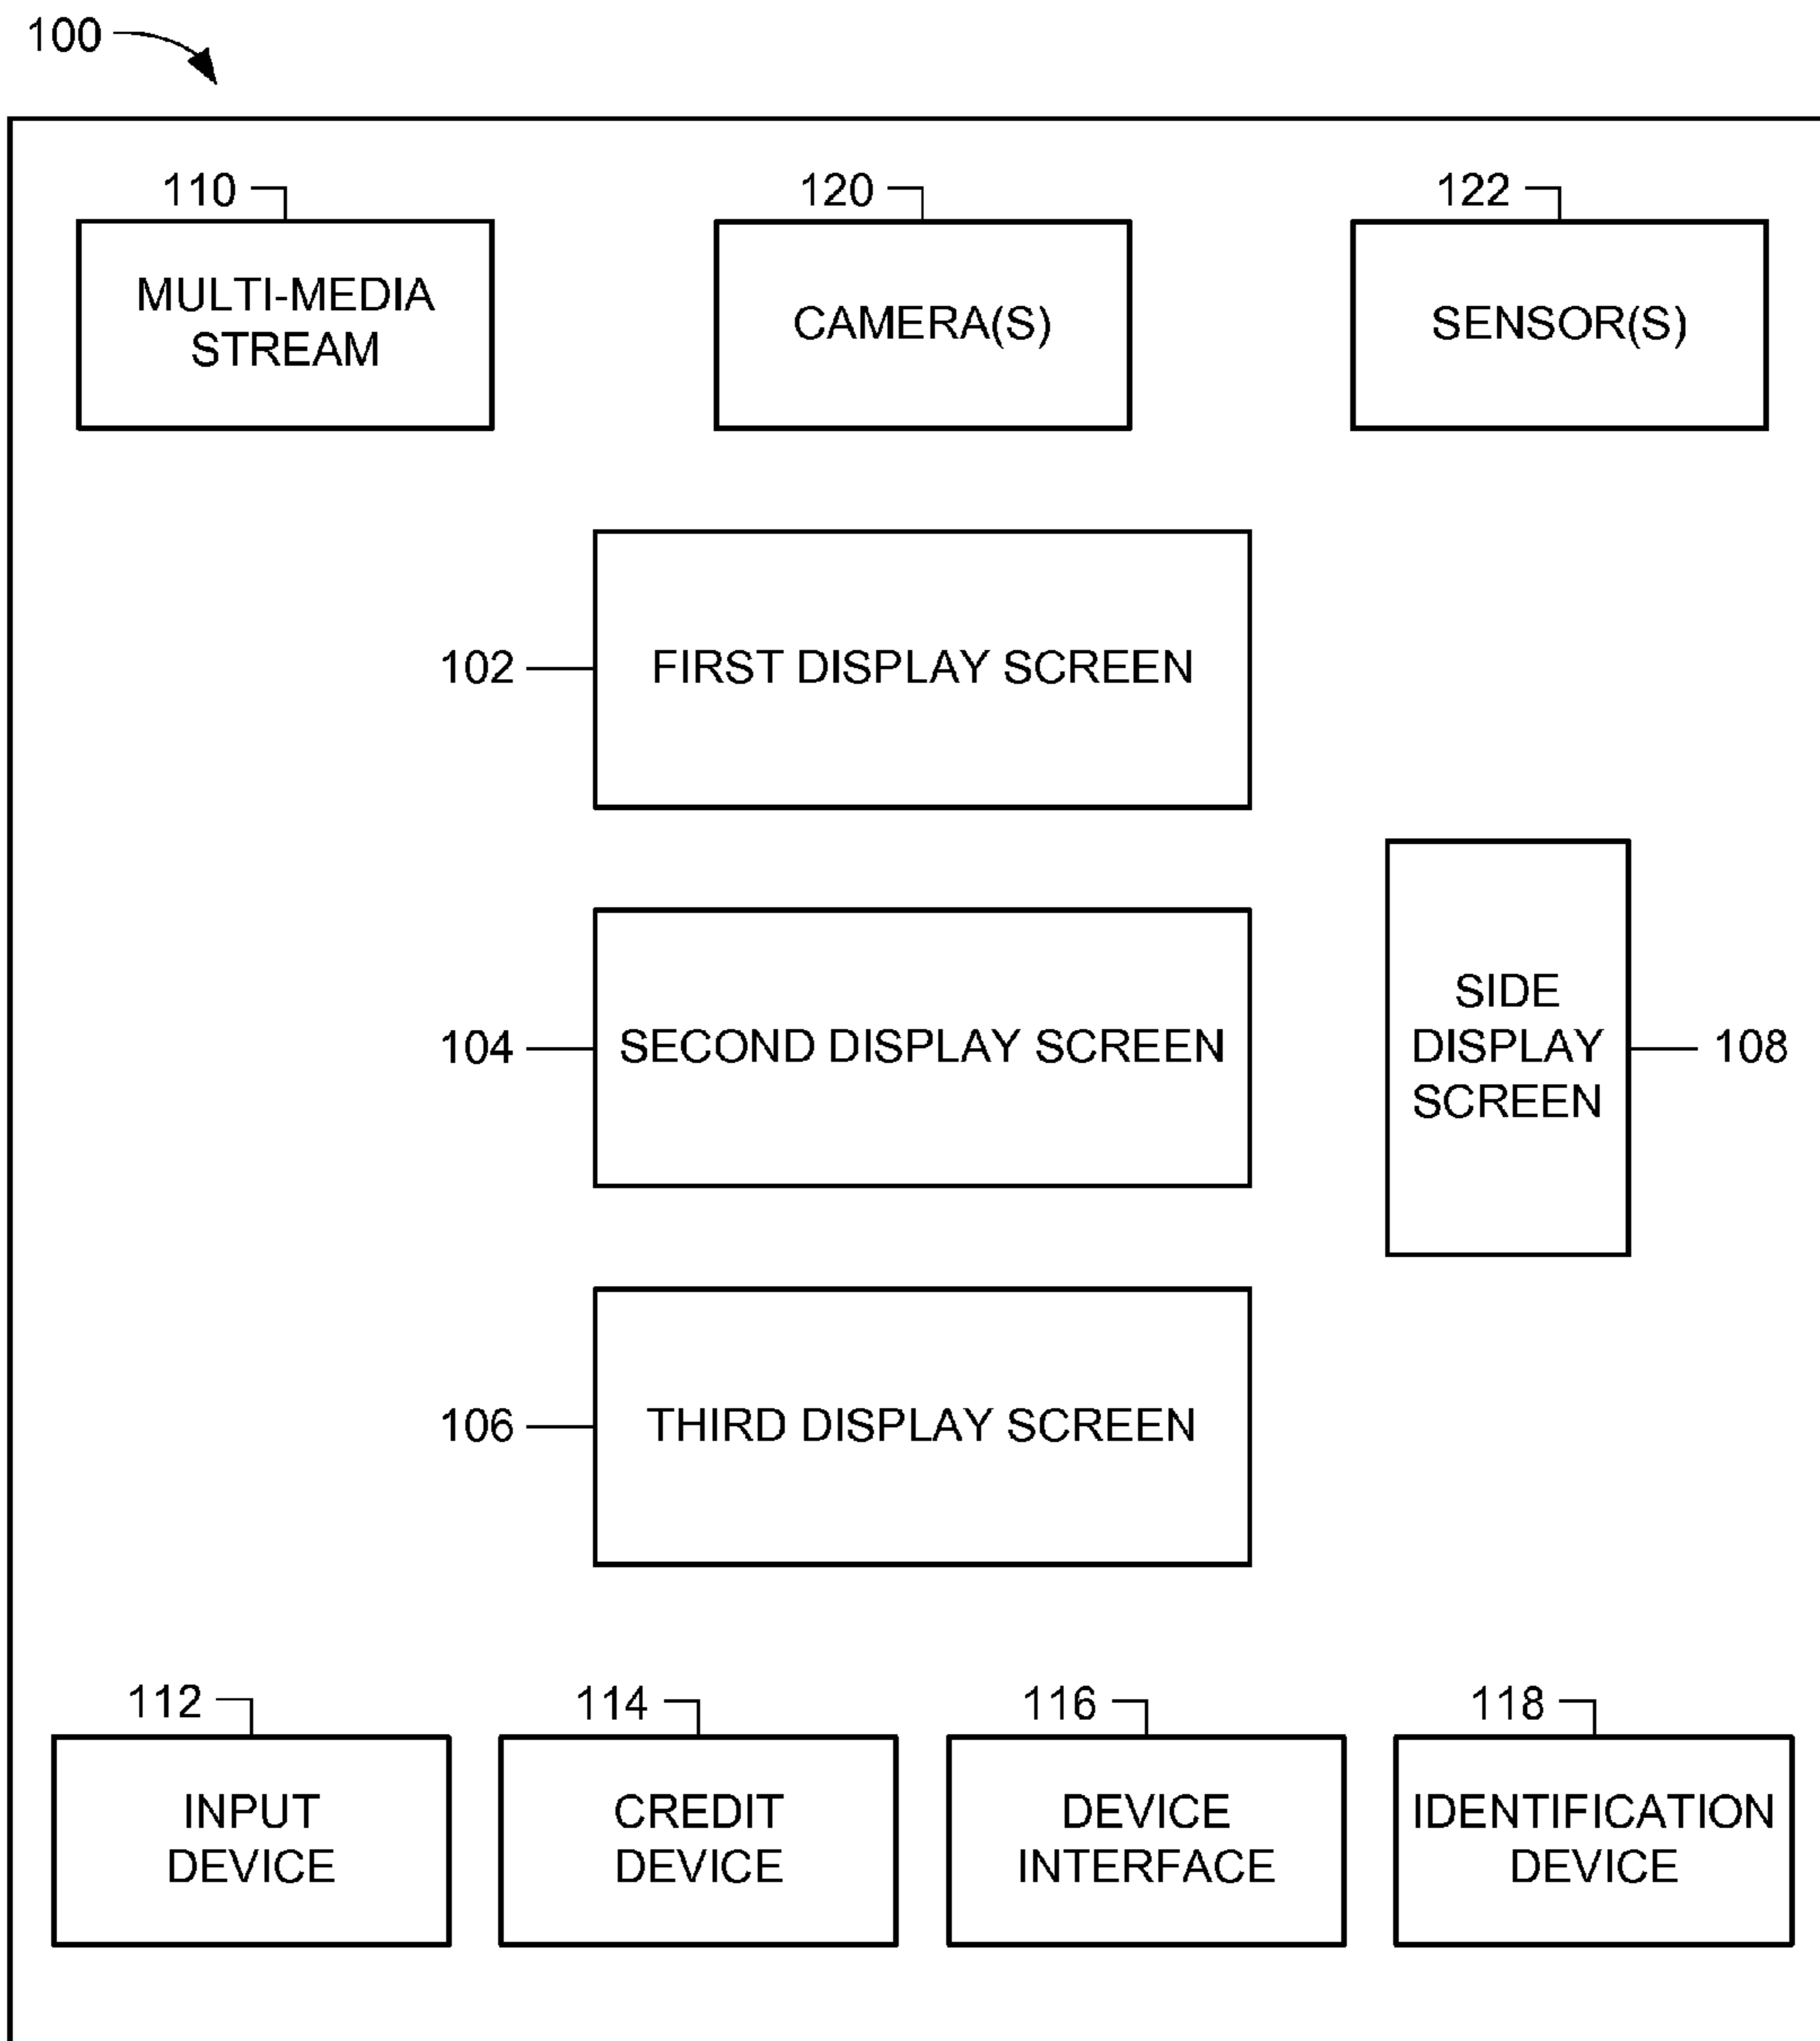 100
110
120
122
MULTI-MEDIA
STREAM
CAMERA(S)
SENSOR(S)
102
FIRST DISPLAY SCREEN
104
SECOND DISPLAY SCREEN
SIDE
DISPLAY
SCREEN
108
106
THIRD DISPLAY SCREEN
112
114
116
118
INPUT
DEVICE
CREDIT
DEVICE
DEVICE
INTERFACE
IDENTIFICATION
DEVICE